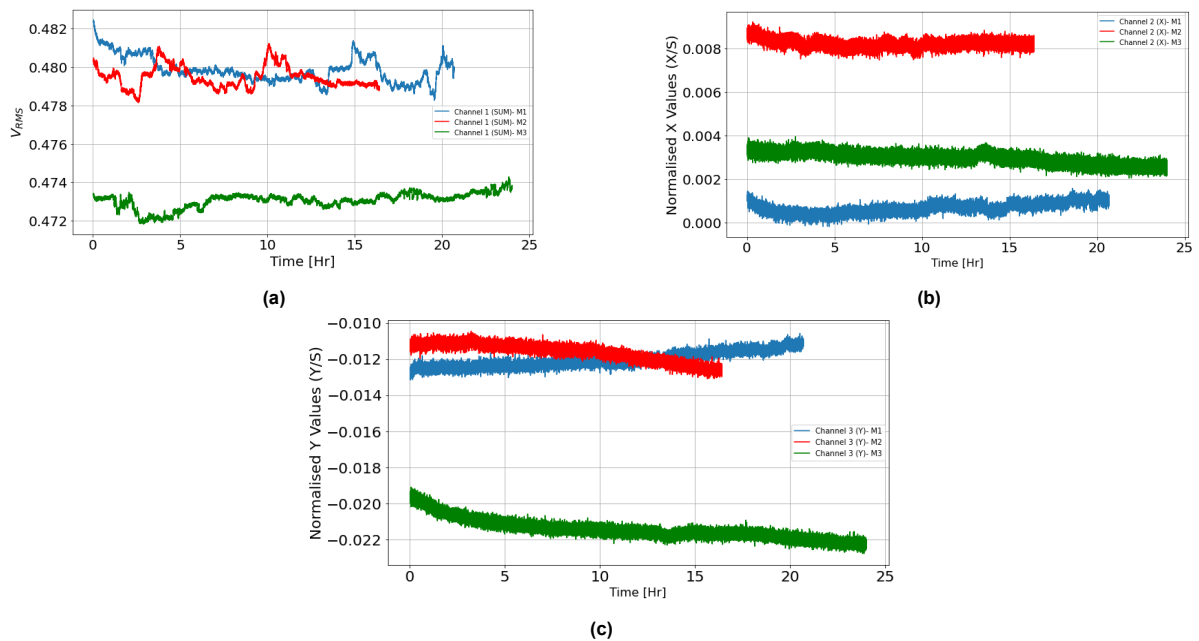 0.482
0.480
0.478
0.476
0.474
0.472
V_RMS
Channel 1 (SUM)- M1
Channel 1 (SUM)- M2
Channel 1 (SUM)- M3
0 5 10 15 20 25
Time [Hr]
(a)
0.008
0.006
0.004
0.002
0.000
Normalised X Values (X/S)
Channel 2 (X)- M1
Channel 2 (X)- M2
Channel 2 (X)- M3
0 5 10 15 20 25
Time [Hr]
(b)
−0.010
−0.012
−0.014
−0.016
−0.018
−0.020
−0.022
Normalised Y Values (Y/S)
Channel 3 (Y)- M1
Channel 3 (Y)- M2
Channel 3 (Y)- M3
0 5 10 15 20 25
Time [Hr]
(c)